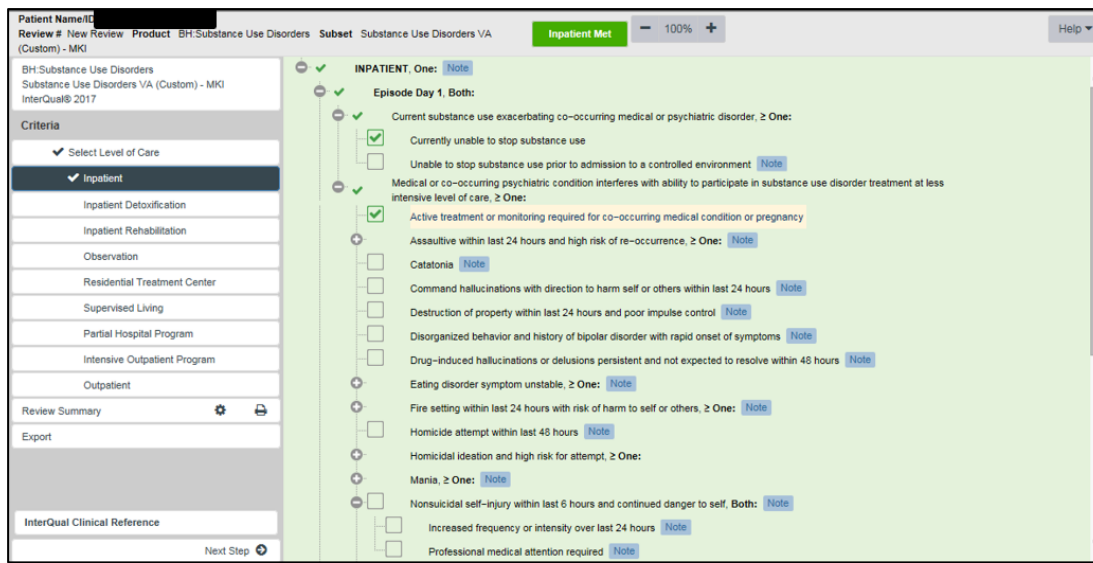 Patient Name/ID
Review # New Review Product BH:Substance Use Disorders Subset Substance Use Disorders VA
(Custom) - MKI
Inpatient Met
100%
Help
BH:Substance Use Disorders
Substance Use Disorders VA (Custom) - MKI
InterQual® 2017
Criteria
Select Level of Care
Inpatient
Inpatient Detoxification
Inpatient Rehabilitation
Observation
Residential Treatment Center
Supervised Living
Partial Hospital Program
Intensive Outpatient Program
Outpatient
Review Summary
Export
InterQual Clinical Reference
Next Step
INPATIENT, One: Note
Episode Day 1, Both:
Current substance use exacerbating co-occurring medical or psychiatric disorder, ≥ One:
Currently unable to stop substance use
Unable to stop substance use prior to admission to a controlled environment Note
Medical or co-occurring psychiatric condition interferes with ability to participate in substance use disorder treatment at less
intensive level of care, ≥ One:
Active treatment or monitoring required for co-occurring medical condition or pregnancy
Assaultive within last 24 hours and high risk of re-occurrence, ≥ One: Note
Catatonia Note
Command hallucinations with direction to harm self or others within last 24 hours Note
Destruction of property within last 24 hours and poor impulse control Note
Disorganized behavior and history of bipolar disorder with rapid onset of symptoms Note
Drug-induced hallucinations or delusions persistent and not expected to resolve within 48 hours Note
Eating disorder symptom unstable, ≥ One: Note
Fire setting within last 24 hours with risk of harm to self or others, ≥ One: Note
Homicide attempt within last 48 hours Note
Homicidal ideation and high risk for attempt, ≥ One:
Mania, ≥ One: Note
Nonsuicidal self-injury within last 6 hours and continued danger to self, Both: Note
Increased frequency or intensity over last 24 hours Note
Professional medical attention required Note